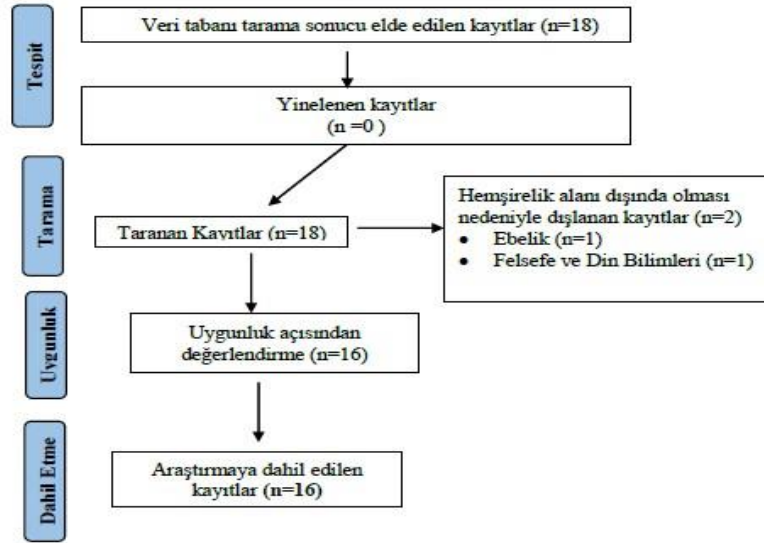 Tespit
Veri tabanı tarama sonucu elde edilen kayıtlar (n=18)
Yinelenen kayıtlar
(n =0 )
Tarama
Taranan Kayıtlar (n=18)
Hemşirelik alanı dışında olması
nedeniyle dışlanan kayıtlar (n=2)
● Ebelik (n=1)
● Felsefe ve Din Bilimleri (n=1)
Uygunluk
Uygunluk açısından
değerlendirme (n=16)
Dahil Etme
Araştırmaya dahil edilen
kayıtlar (n=16)